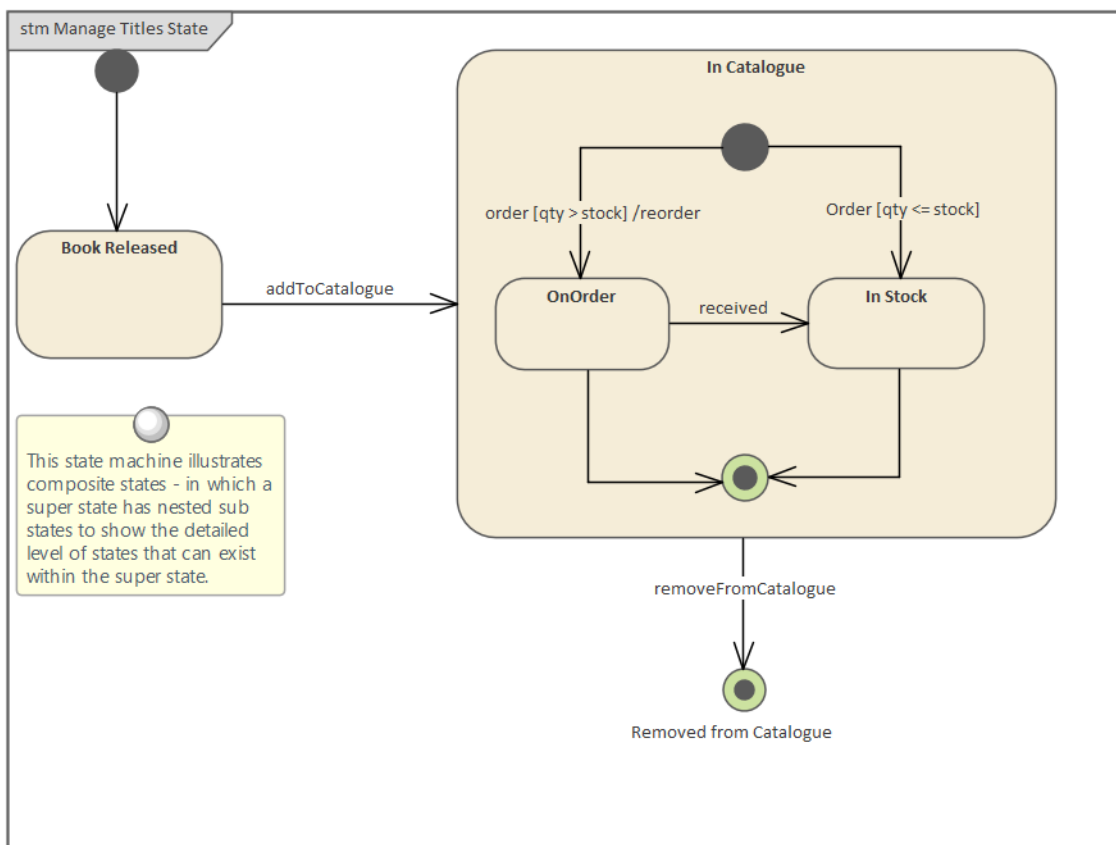 stm Manage Titles State
In Catalogue
order [qty > stock] /reorder
Order [qty <= stock]
Book Released
addToCatalogue
OnOrder
received
In Stock
This state machine illustrates
composite states - in which a
super state has nested sub
states to show the detailed
level of states that can exist
within the super state.
removeFromCatalogue
Removed from Catalogue